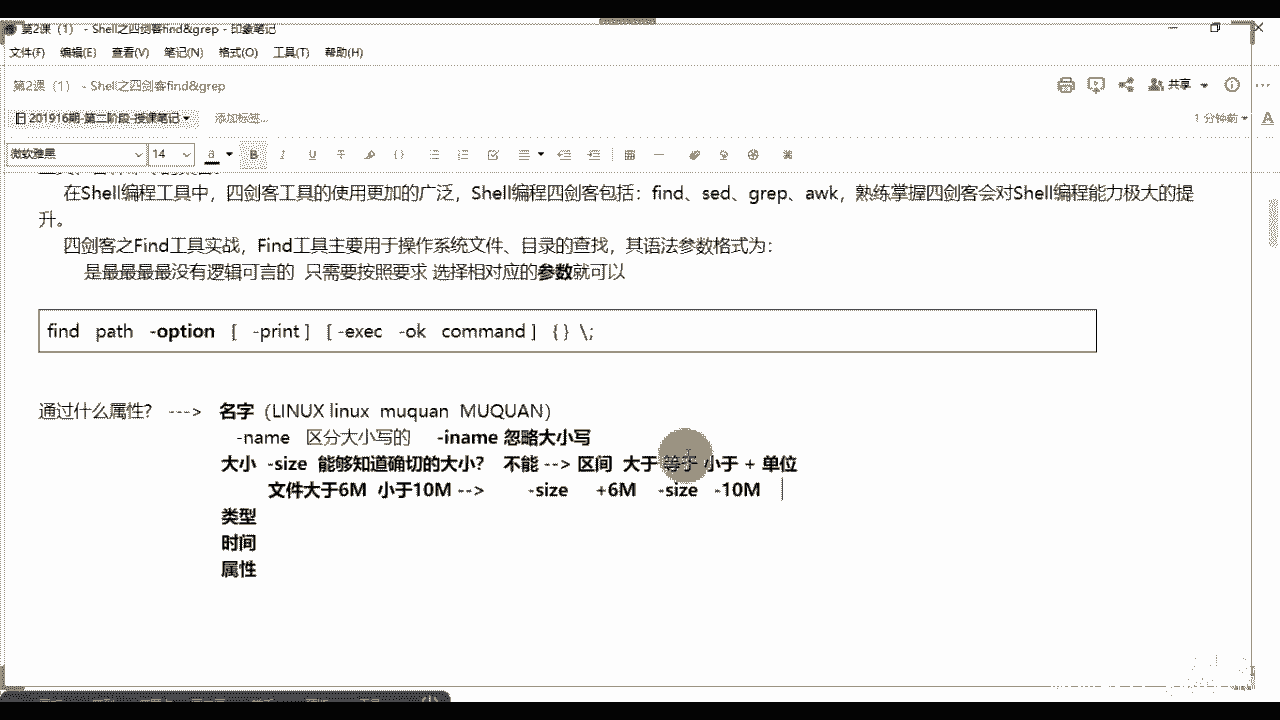 第2课（1） - Shell之四剑客find&grep - 印象笔记
文件(F) 编辑(E) 查看(V) 笔记(N) 格式(O) 工具(T) 帮助(H)
第2课（1） - Shell之四剑客find&grep
共享
201916期-第二阶段-授课笔记
添加标签...
1 分钟前
微软雅黑 14
在Shell编程工具中，四剑客工具的使用更加的广泛，Shell编程四剑客包括：find、sed、grep、awk，熟练掌握四剑客会对Shell编程能力极大的提
升。
四剑客之Find工具实战，Find工具主要用于操作系统文件、目录的查找，其语法参数格式为：
是最最最最没有逻辑可言的 只需要按照要求 选择相对应的参数就可以
find path -option [ -print ] [ -exec -ok command ] { } \;
通过什么属性？ ---> 名字（LINUX linux muquan MUQUAN）
-name 区分大小写的 -iname 忽略大小写
大小 -size 能够知道确切的大小? 不能 --> 区间 大于 等于 小于 + 单位
文件大于6M 小于10M --> -size +6M -size -10M
类型
时间
属性